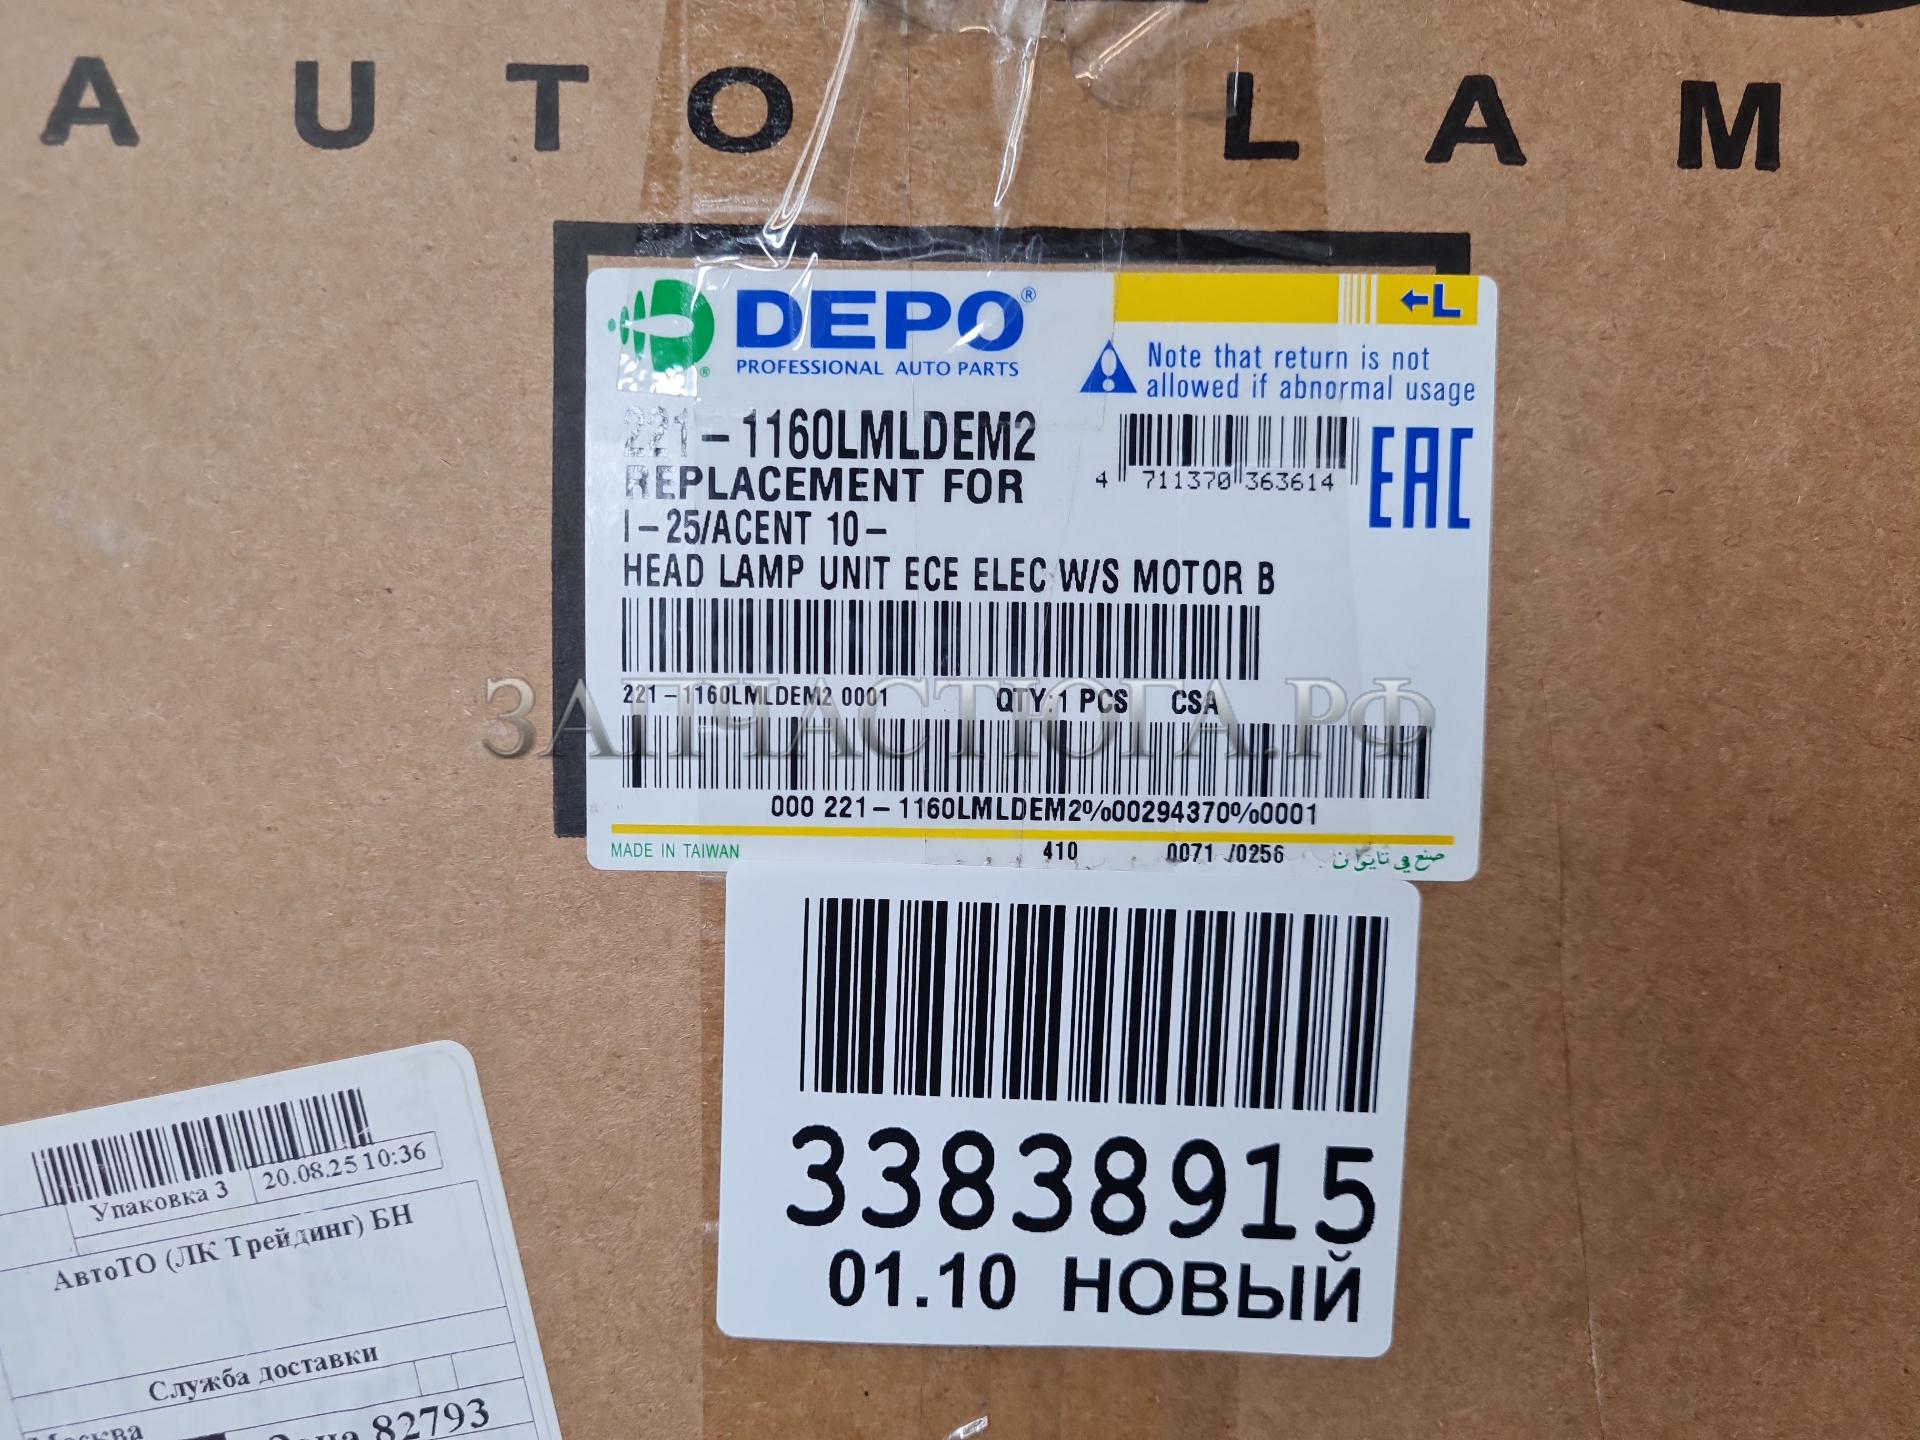 AUTO LAM
DEPO®
PROFESSIONAL AUTO PARTS
←L
Note that return is not
allowed if abnormal usage
221-1160LMLDEM2
REPLACEMENT FOR
I-25/ACENT 10-
HEAD LAMP UNIT ECE ELEC W/S MOTOR B
4 711370 363614
EAC
221-1160LMLDEM2 0001 QTY:1 PCS CSA
ЗАПЧАСТЮГА.РФ
000 221-1160LMLDEM2%00294370%0001
MADE IN TAIWAN 410 0071 /0256 صنع في تايوان
33838915
01.10 НОВЫЙ
Упаковка 3 20.08.25 10:36
АвтоТО (ЛК Трейдинг) БН
Служба доставки
Москва 82793